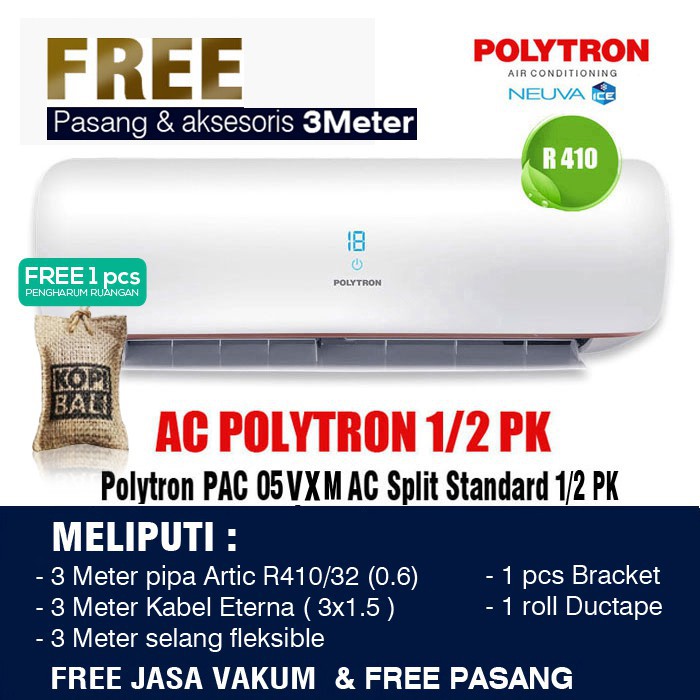 FREE
Pasang & aksesoris 3Meter
POLYTRON
AIR CONDITIONING
NEUVA ICE
R 410
18
POLYTRON
FREE 1 pcs
PENGHARUM RUANGAN
KOPI
BALI
AC POLYTRON 1/2 PK
Polytron PAC 05VXM AC Split Standard 1/2 PK
MELIPUTI :
- 3 Meter pipa Artic R410/32 (0.6)
- 3 Meter Kabel Eterna ( 3x1.5 )
- 3 Meter selang fleksible
- 1 pcs Bracket
- 1 roll Ductape
FREE JASA VAKUM & FREE PASANG